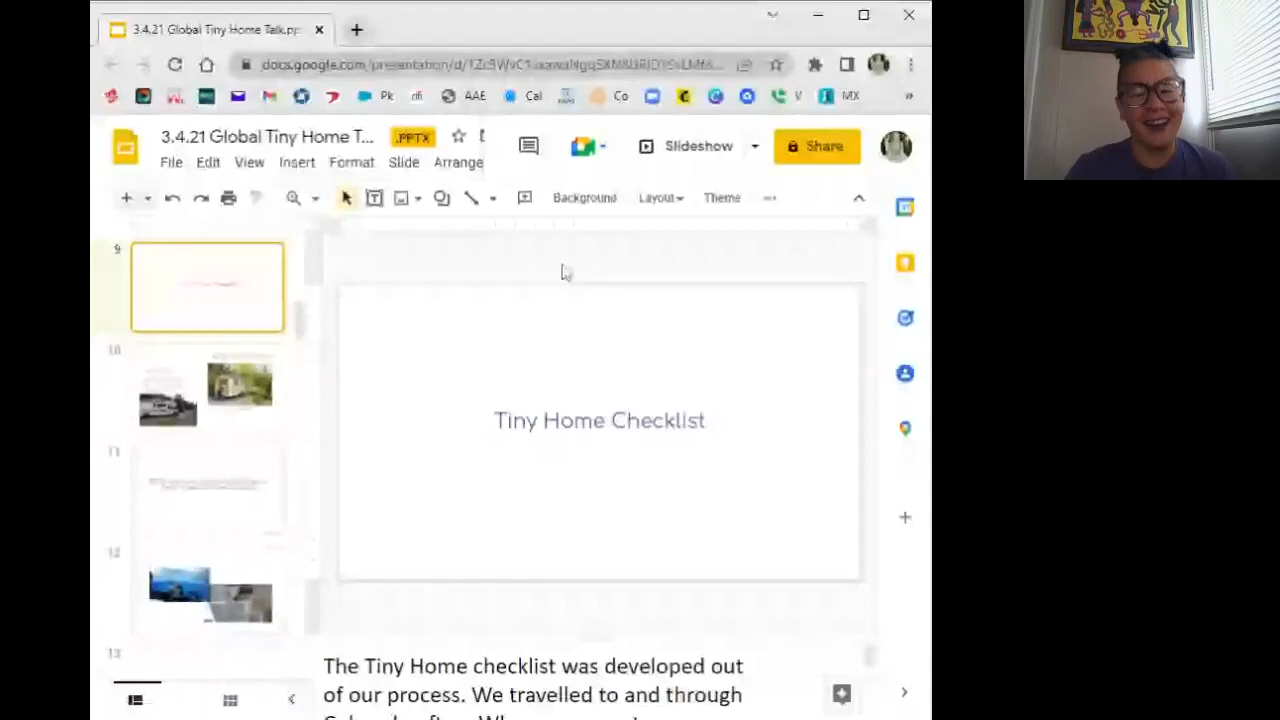 3.4.21 Global Tiny Home Talk.pp
Pk
rifi
AAE
Cal
Co
V
MX
3.4.21 Global Tiny Home T...
.PPTX
Slideshow
Share
File Edit View Insert Format Slide Arrange
Background Layout Theme
9
10
11
12
13
Tiny Home Checklist
The Tiny Home checklist was developed out
of our process. We travelled to and through